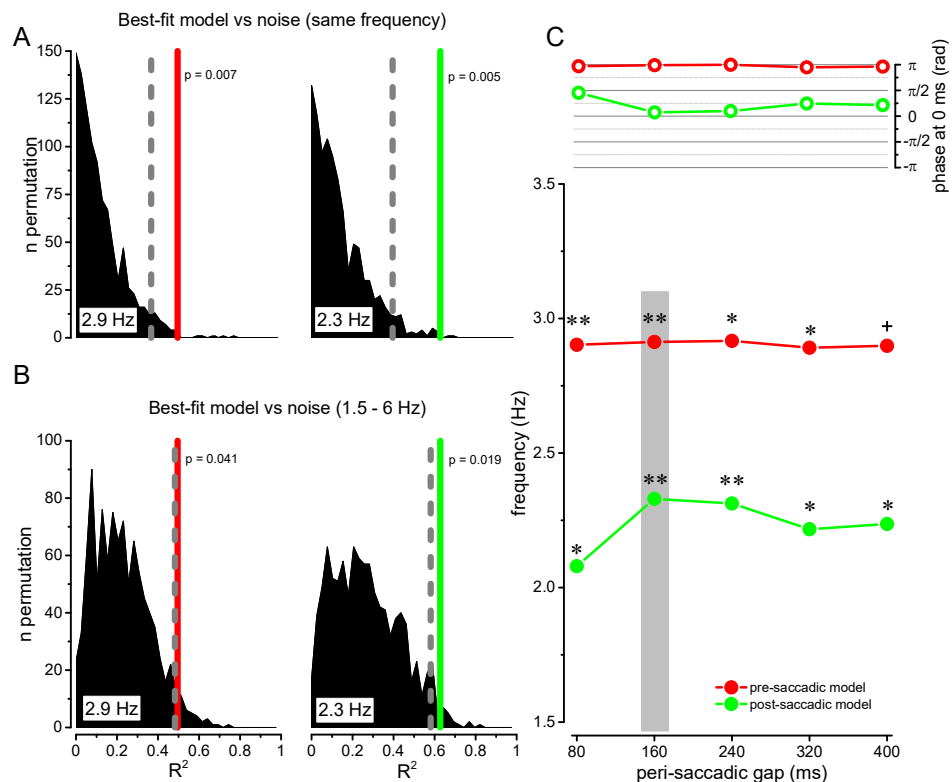 A
Best-fit model vs noise (same frequency)
n permutation
150
125
100
75
50
25
0
p = 0.007
2.9 Hz
p = 0.005
2.3 Hz
B
Best-fit model vs noise (1.5 - 6 Hz)
n permutation
100
80
60
40
20
0
p = 0.041
2.9 Hz
0 0.2 0.4 0.6 0.8 1
R²
p = 0.019
2.3 Hz
0 0.2 0.4 0.6 0.8 1
R²
C
π
π/2
0
-π/2
-π
phase at 0 ms (rad)
frequency (Hz)
3.5
3.0
2.5
2.0
1.5
** ** * * +
* ** ** * *
pre-saccadic model
post-saccadic model
80 160 240 320 400
peri-saccadic gap (ms)